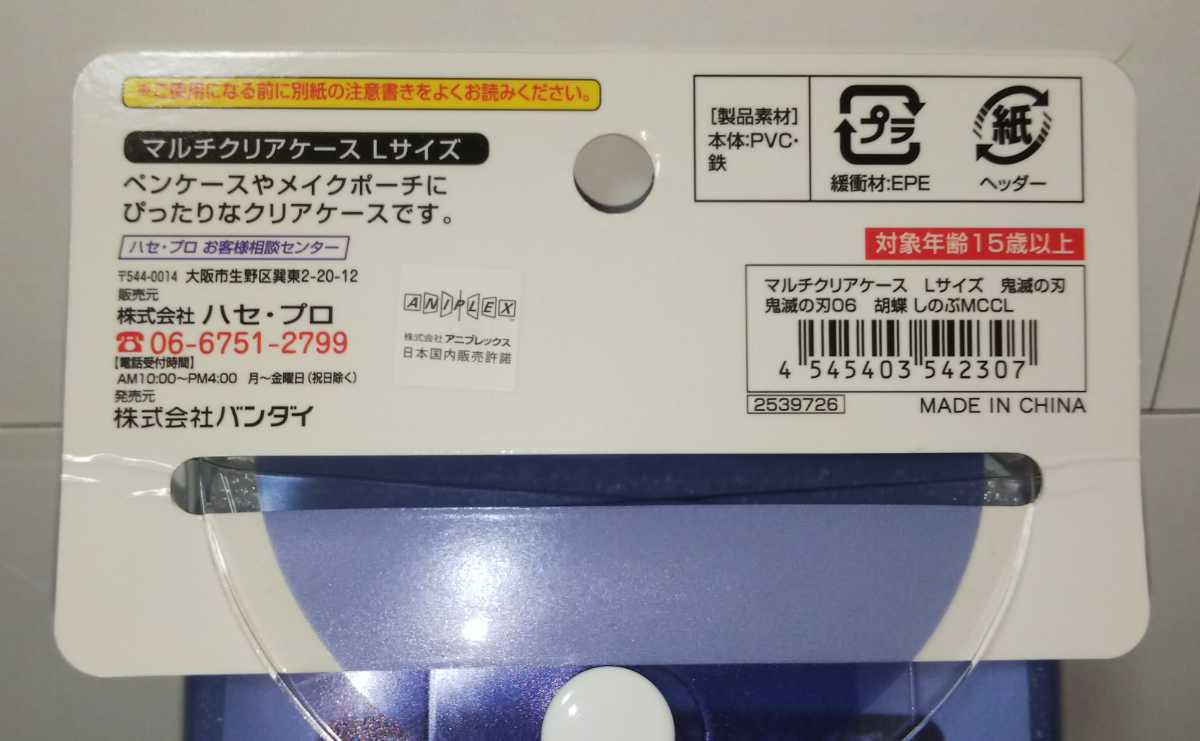 ※ご使用になる前に別紙の注意書きをよくお読みください。
マルチクリアケース Lサイズ
ペンケースやメイクポーチに
ぴったりなクリアケースです。
ハセ・プロ お客様相談センター
〒544-0014 大阪市生野区巽東2-20-12
販売元
株式会社 ハセ・プロ
☎06-6751-2799
【電話受付時間】
AM10:00〜PM4:00 月〜金曜日(祝日除く)
発売元
株式会社バンダイ
ANIPLEX™
株式会社 アニプレックス
日本国内販売許諾
[製品素材]
本体:PVC・
鉄
プラ
緩衝材:EPE
紙
ヘッダー
対象年齢15歳以上
マルチクリアケース Lサイズ 鬼滅の刃
鬼滅の刃06 胡蝶 しのぶMCCL
4 545403 542307
2539726
MADE IN CHINA